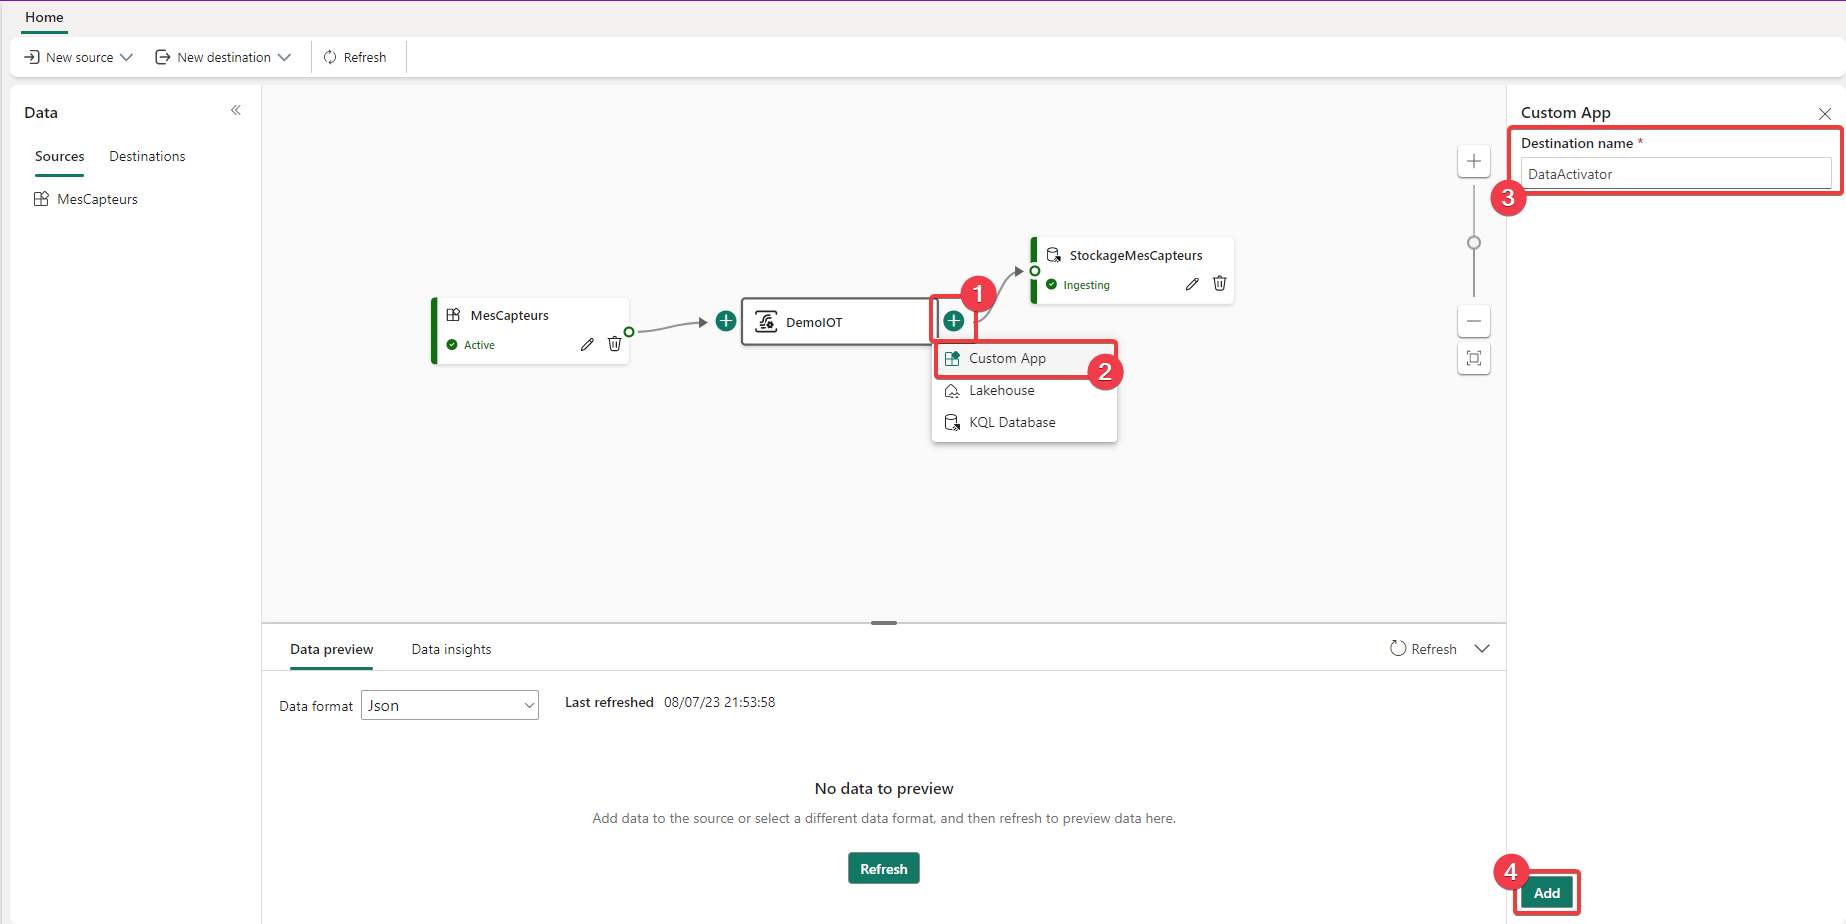 Home
New source
New destination
Refresh
Data
Sources
Destinations
MesCapteurs
MesCapteurs
Active
DemoIOT
1
StockageMesCapteurs
Ingesting
Custom App
2
Lakehouse
KQL Database
Custom App
Destination name *
DataActivator
3
Data preview
Data insights
Refresh
Data format
Json
Last refreshed 08/07/23 21:53:58
No data to preview
Add data to the source or select a different data format, and then refresh to preview data here.
Refresh
4
Add